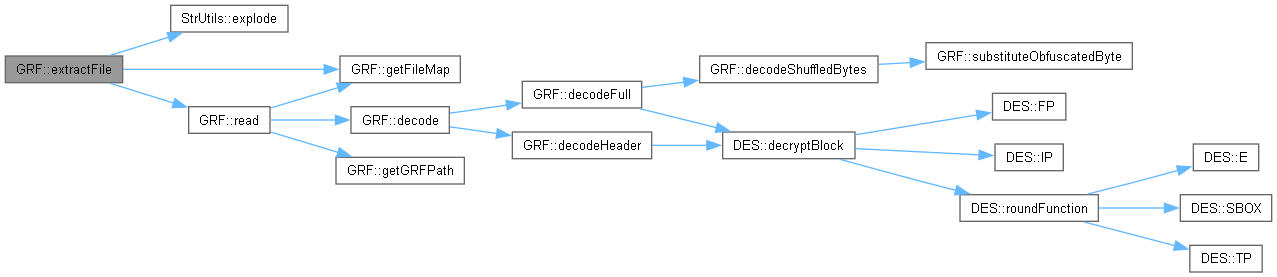 GRF::extractFile
StrUtils::explode
GRF::getFileMap
GRF::read
GRF::decode
GRF::getGRFPath
GRF::decodeFull
GRF::decodeHeader
GRF::decodeShuffledBytes
GRF::substituteObfuscatedByte
DES::decryptBlock
DES::FP
DES::IP
DES::roundFunction
DES::E
DES::SBOX
DES::TP